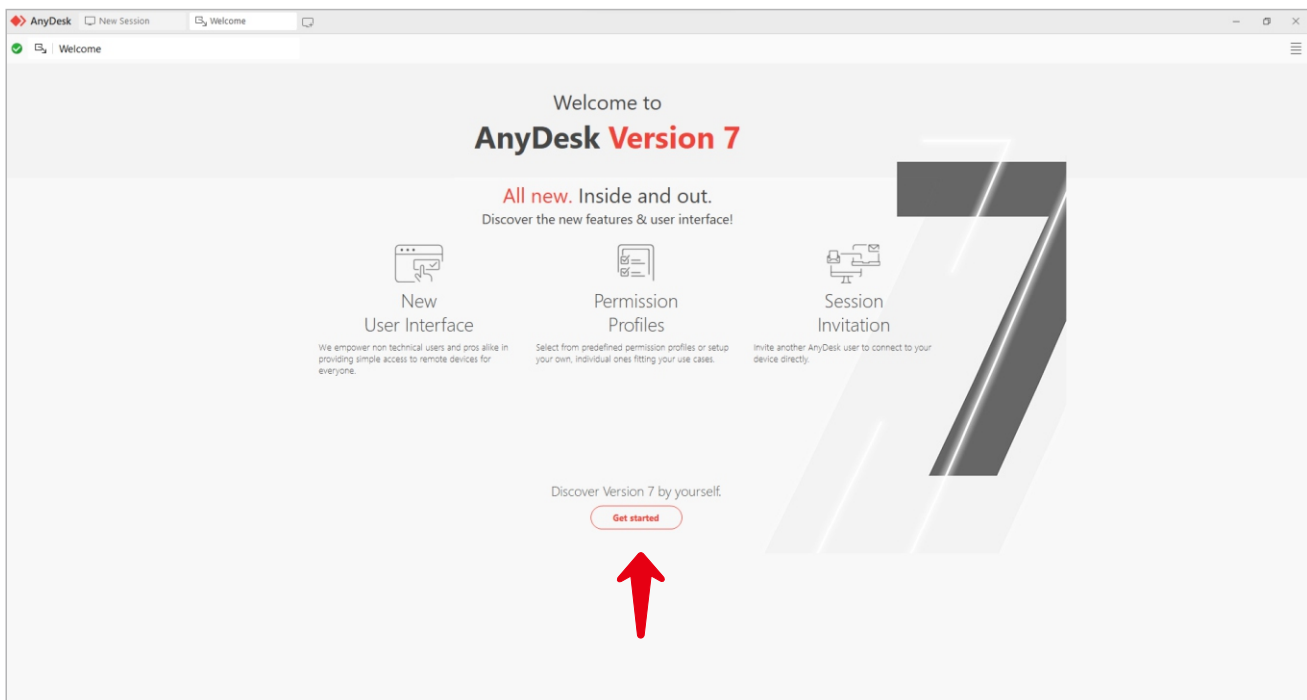 AnyDesk New Session Welcome
Welcome
Welcome to
AnyDesk Version 7
All new. Inside and out.
Discover the new features & user interface!
New
User Interface
We empower non technical users and pros alike in
providing simple access to remote devices for
everyone.
Permission
Profiles
Select from predefined permission profiles or setup
your own, individual ones fitting your use cases.
Session
Invitation
Invite another AnyDesk user to connect to your
device directly.
Discover Version 7 by yourself.
Get started